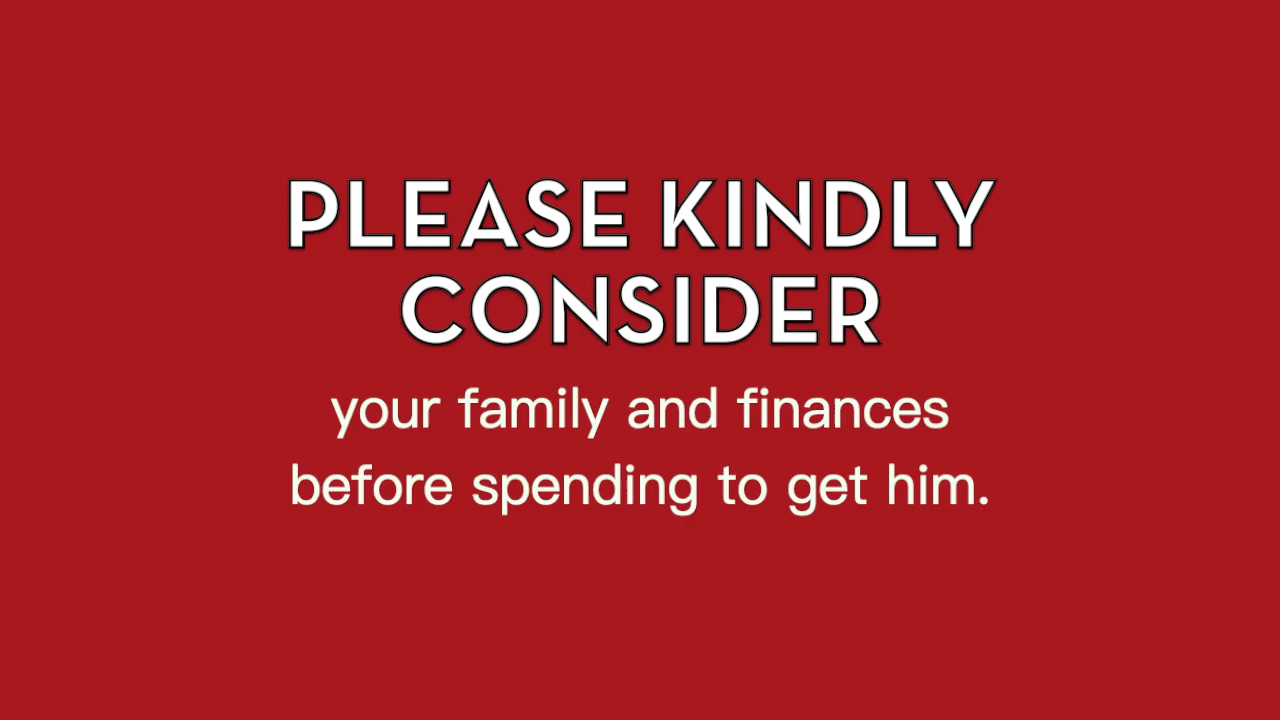 PLEASE KINDLY
CONSIDER
your family and finances
before spending to get him.